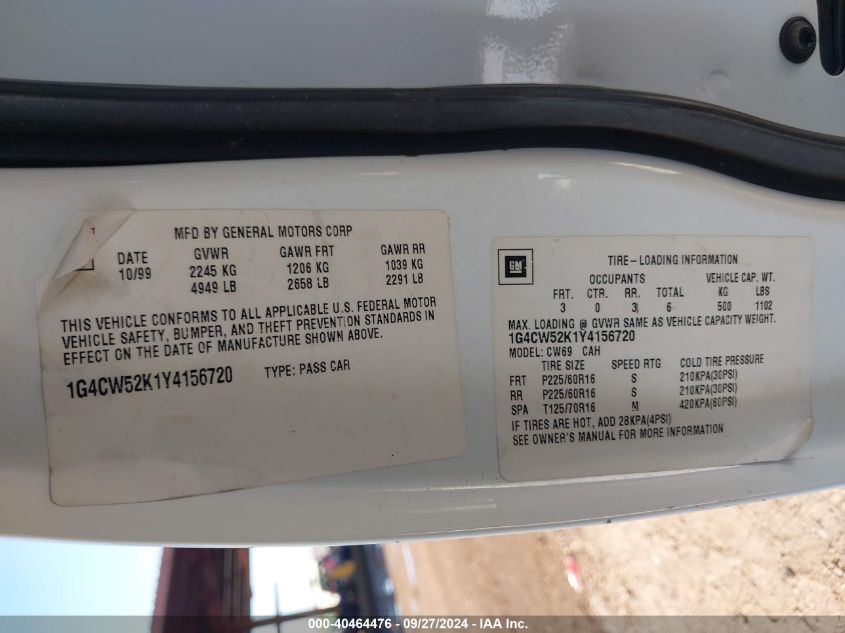 MFD BY GENERAL MOTORS CORP
DATE GVWR GAWR FRT GAWR RR
10/99 2245 KG 1206 KG 1039 KG
4949 LB 2658 LB 2291 LB
THIS VEHICLE CONFORMS TO ALL APPLICABLE U.S. FEDERAL MOTOR
VEHICLE SAFETY, BUMPER, AND THEFT PREVENTION STANDARDS IN
EFFECT ON THE DATE OF MANUFACTURE SHOWN ABOVE.
1G4CW52K1Y4156720 TYPE: PASS CAR
GM
TIRE-LOADING INFORMATION
OCCUPANTS VEHICLE CAP. WT.
FRT. CTR. RR. TOTAL KG LBS
3 0 3 6 500 1102
MAX. LOADING @ GVWR SAME AS VEHICLE CAPACITY WEIGHT.
1G4CW52K1Y4156720
MODEL: CW69 CAH
TIRE SIZE SPEED RTG COLD TIRE PRESSURE
FRT P225/60R16 S 210KPA(30PSI)
RR P225/60R16 S 210KPA(30PSI)
SPA T125/70R16 M 420KPA(60PSI)
IF TIRES ARE HOT, ADD 28KPA(4PSI)
SEE OWNER'S MANUAL FOR MORE INFORMATION
000-40464476 - 09/27/2024 - IAA Inc.